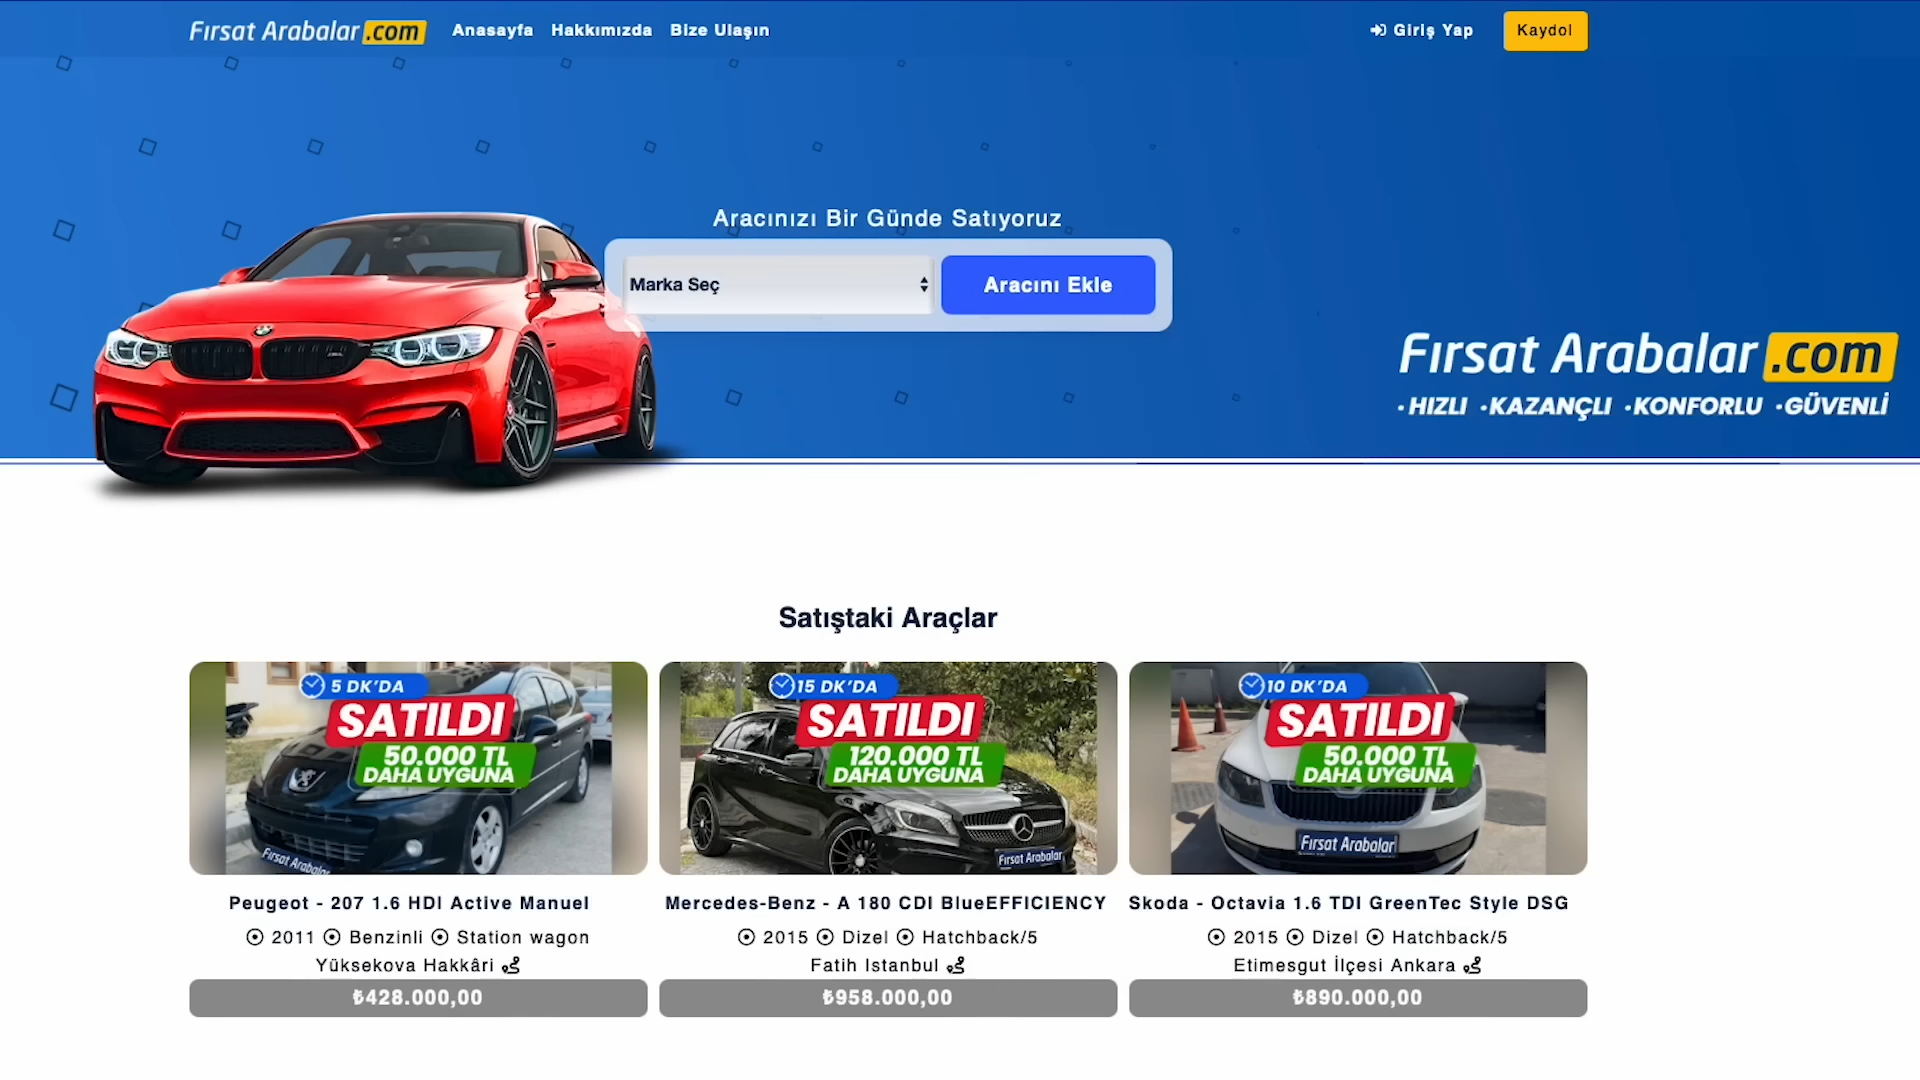 Fırsat Arabalar .com
Anasayfa
Hakkımızda
Bize Ulaşın
Giriş Yap
Kaydol
Aracınızı Bir Günde Satıyoruz
Marka Seç
Aracını Ekle
Fırsat Arabalar .com
· HIZLI · KAZANÇLI · KONFORLU · GÜVENLİ
Satıştaki Araçlar
5 DK'DA
SATILDI
50.000 TL
DAHA UYGUNA
Fırsat Arabalar
Peugeot - 207 1.6 HDI Active Manuel
2011 Benzinli Station wagon
Yüksekova Hakkâri
₺428.000,00
15 DK'DA
SATILDI
120.000 TL
DAHA UYGUNA
Fırsat Arabalar
Mercedes-Benz - A 180 CDI BlueEFFICIENCY
2015 Dizel Hatchback/5
Fatih Istanbul
₺958.000,00
10 DK'DA
SATILDI
50.000 TL
DAHA UYGUNA
Fırsat Arabalar
Skoda - Octavia 1.6 TDI GreenTec Style DSG
2015 Dizel Hatchback/5
Etimesgut İlçesi Ankara
₺890.000,00